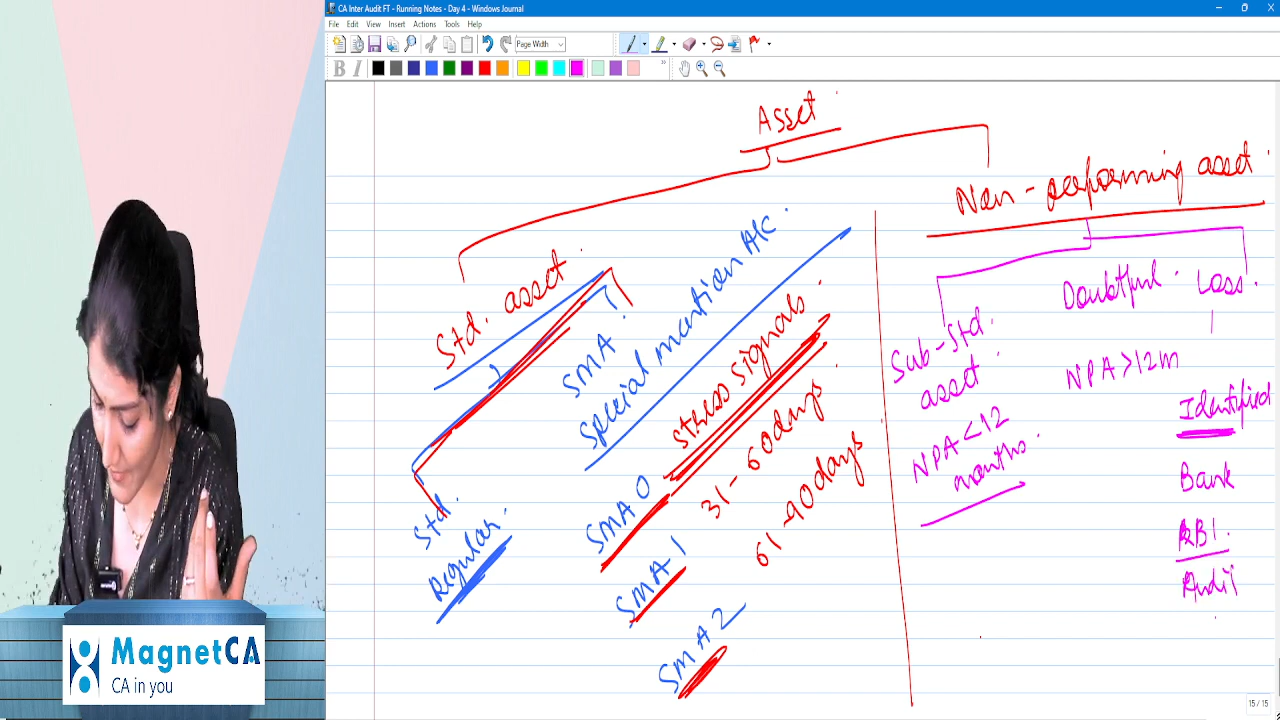 CA Inter Audit FT - Running Notes - Day 4 - Windows Journal
File Edit View Insert Actions Tools Help
Page Width
B I
Asset
Non-performing asset
Std. asset
SMA
Special mention A/C
stress signals
Std.
Regular
SMA 0
SMA 1
31 - 60 days
SMA 2
61 - 90 days
Sub-Std.
asset
NPA < 12
months
Doubtful
NPA > 12m
Loss
Identified
Bank
RBI.
Audit
MagnetCA
CA in you
15 / 15